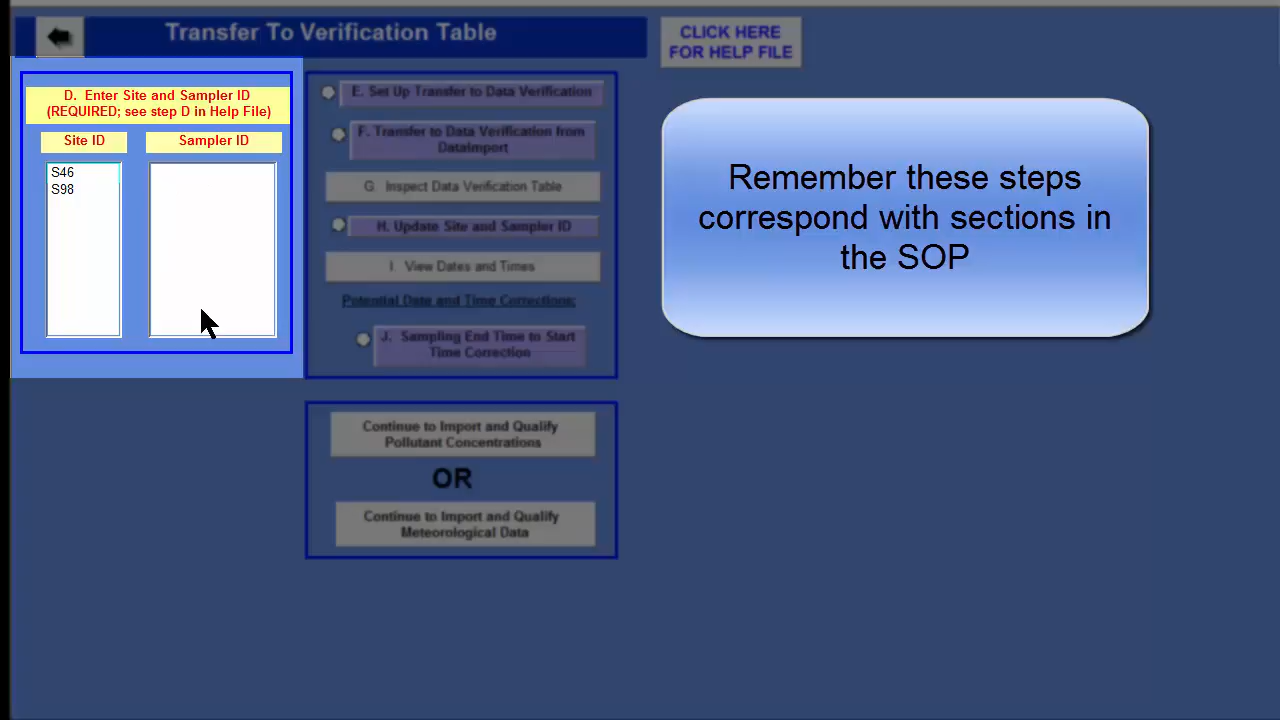 Transfer To Verification Table
CLICK HERE
FOR HELP FILE
D. Enter Site and Sampler ID
(REQUIRED; see step D in Help File)
Site ID
Sampler ID
S46
S98
E. Set Up Transfer to Data Verification
F. Transfer to Data Verification from
DataImport
G. Inspect Data Verification Table
H. Update Site and Sampler ID
I. View Dates and Times
Potential Date and Time Corrections:
J. Sampling End Time to Start
Time Correction
Continue to Import and Qualify
Pollutant Concentrations
OR
Continue to Import and Qualify
Meteorological Data
Remember these steps
correspond with sections in
the SOP